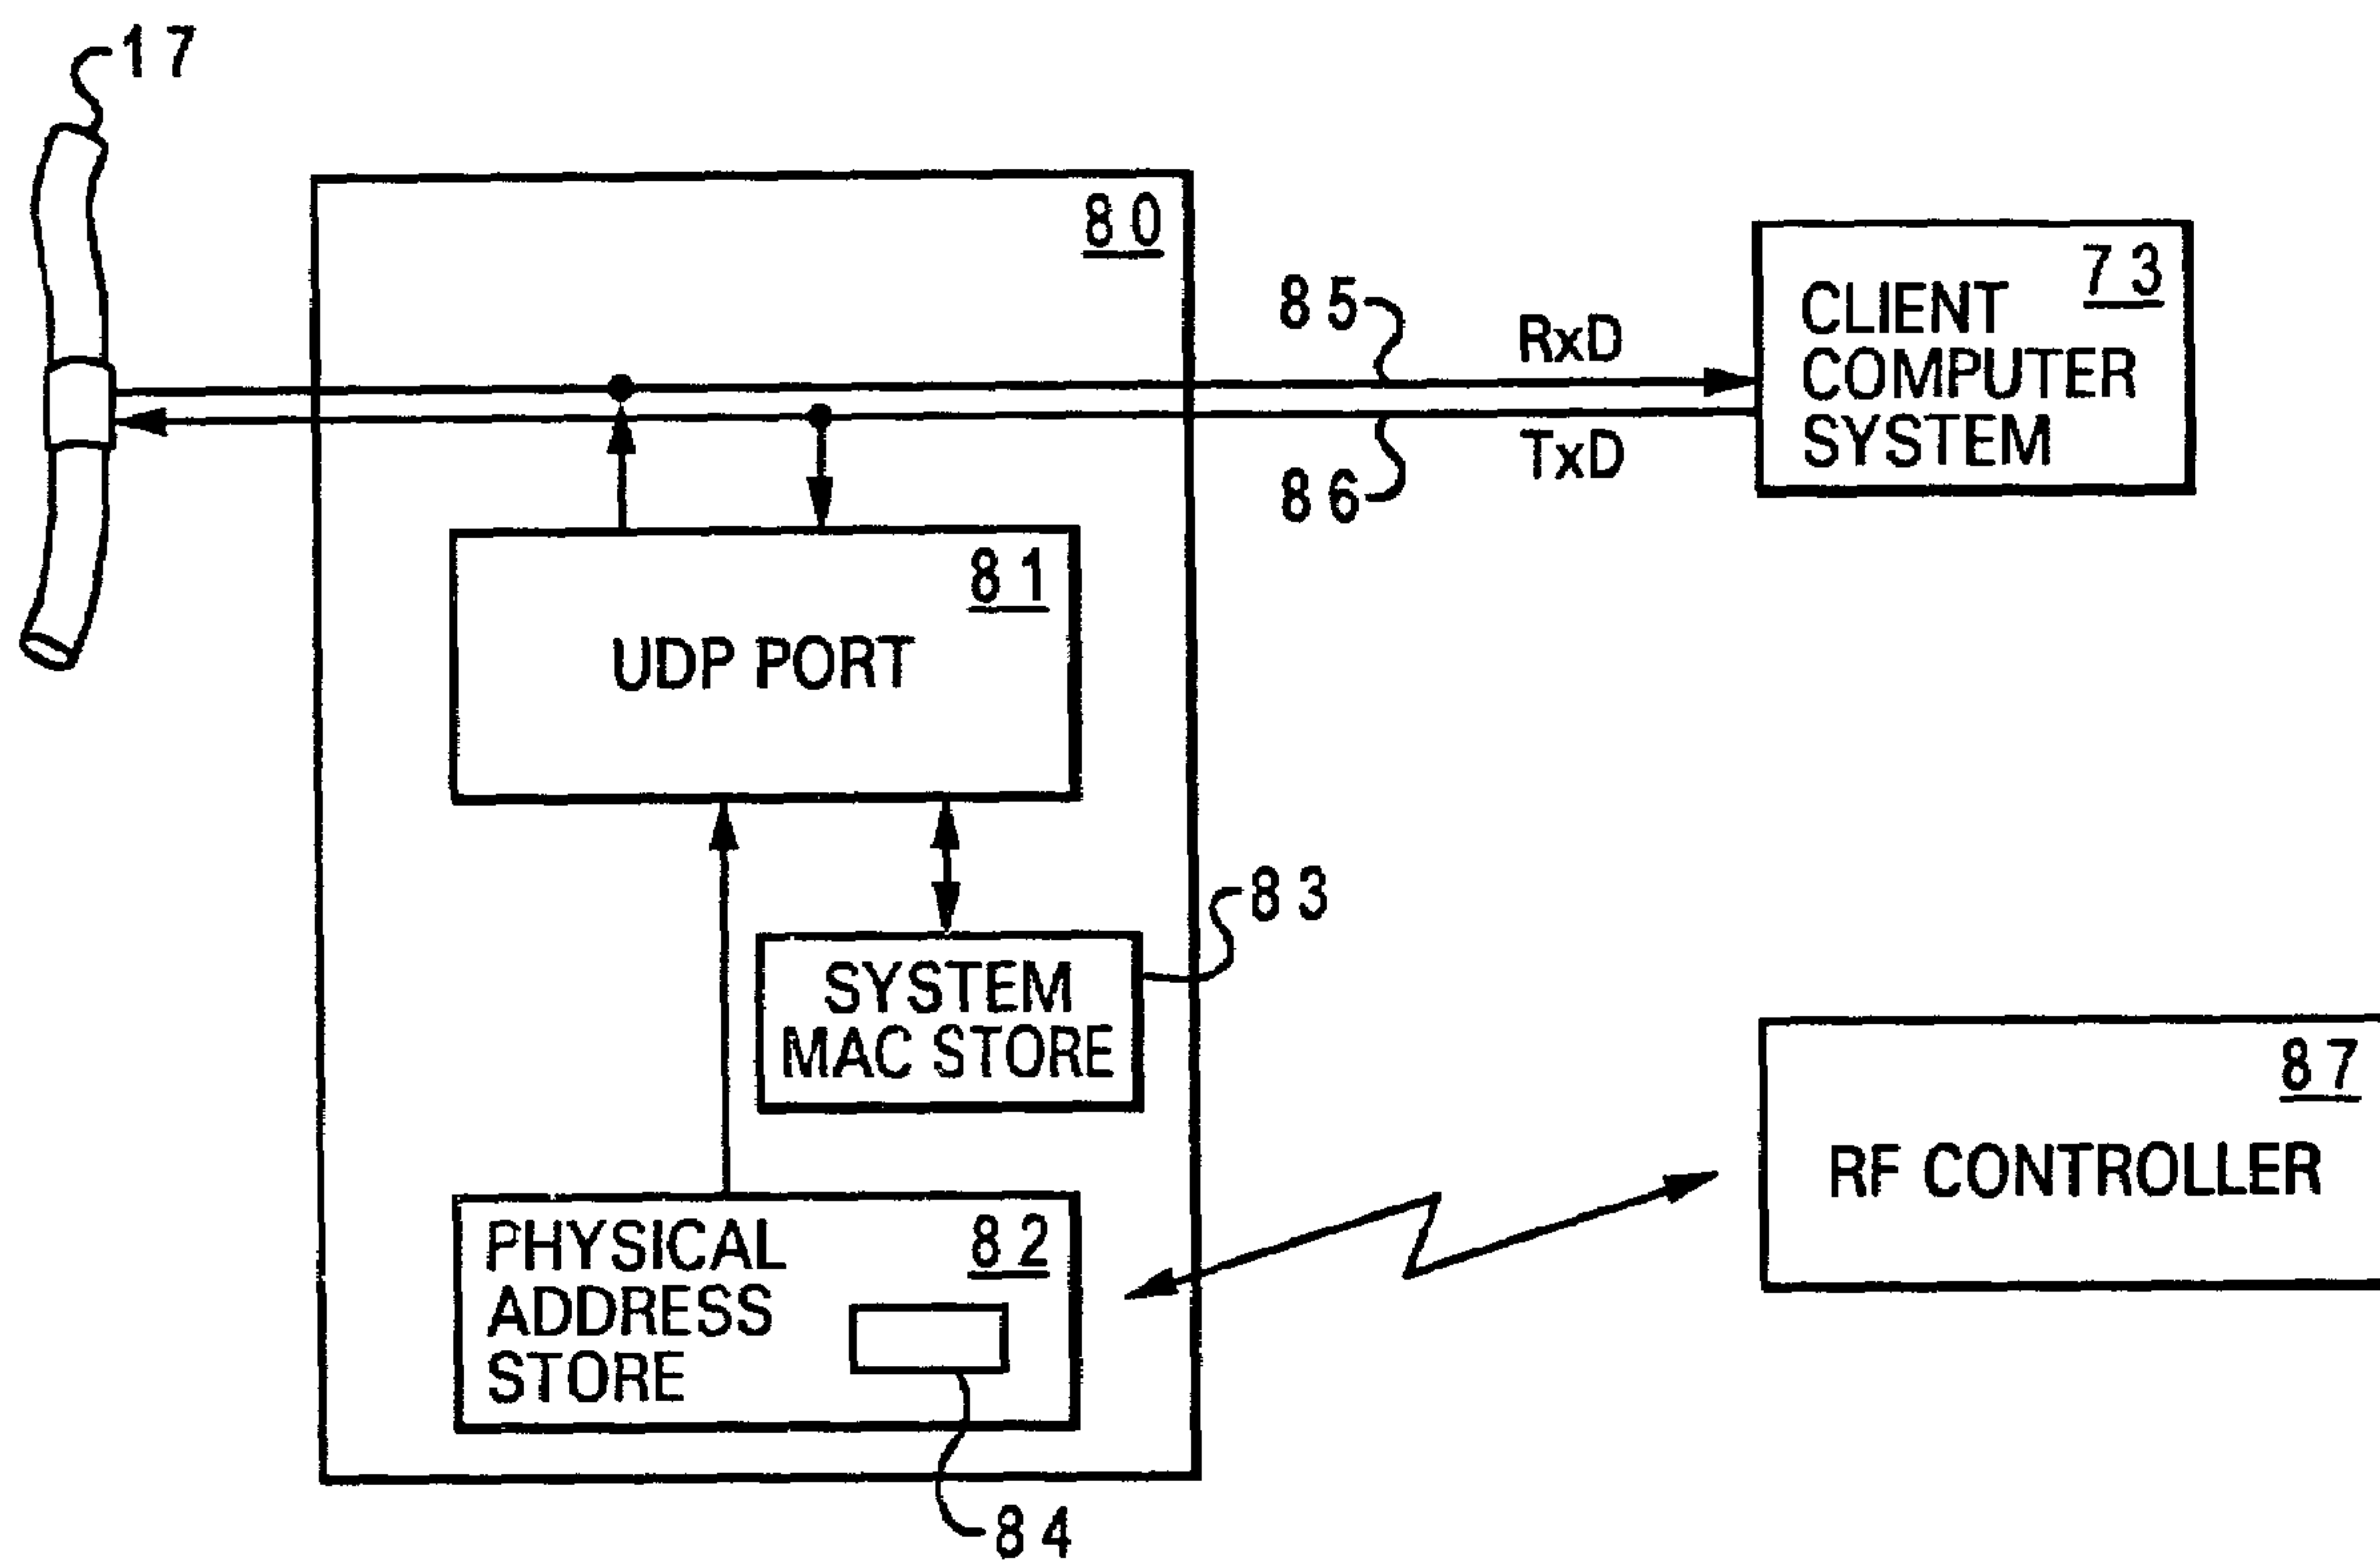 17
80
85
RxD
73
CLIENT
COMPUTER
SYSTEM
TxD
86
81
UDP PORT
83
SYSTEM
MAC STORE
87
RF CONTROLLER
82
PHYSICAL
ADDRESS
STORE
84